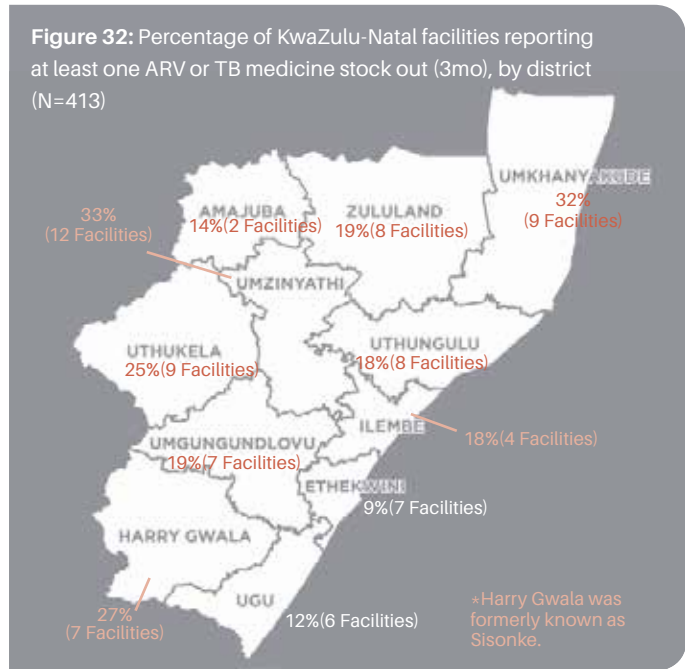 Figure 32: Percentage of KwaZulu-Natal facilities reporting
at least one ARV or TB medicine stock out (3mo), by district
(N=413)
UMKHANYAKUDE
32%
(9 Facilities)
33%
(12 Facilities)
AMAJUBA
14%(2 Facilities)
ZULULAND
19%(8 Facilities)
UMZINYATHI
UTHUKELA
25%(9 Facilities)
UTHUNGULU
18%(8 Facilities)
ILEMBE
18%(4 Facilities)
UMGUNGUNDLOVU
19%(7 Facilities)
ETHEKWINI
9%(7 Facilities)
HARRY GWALA
27%
(7 Facilities)
UGU
12%(6 Facilities)
*Harry Gwala was
formerly known as
Sisonke.